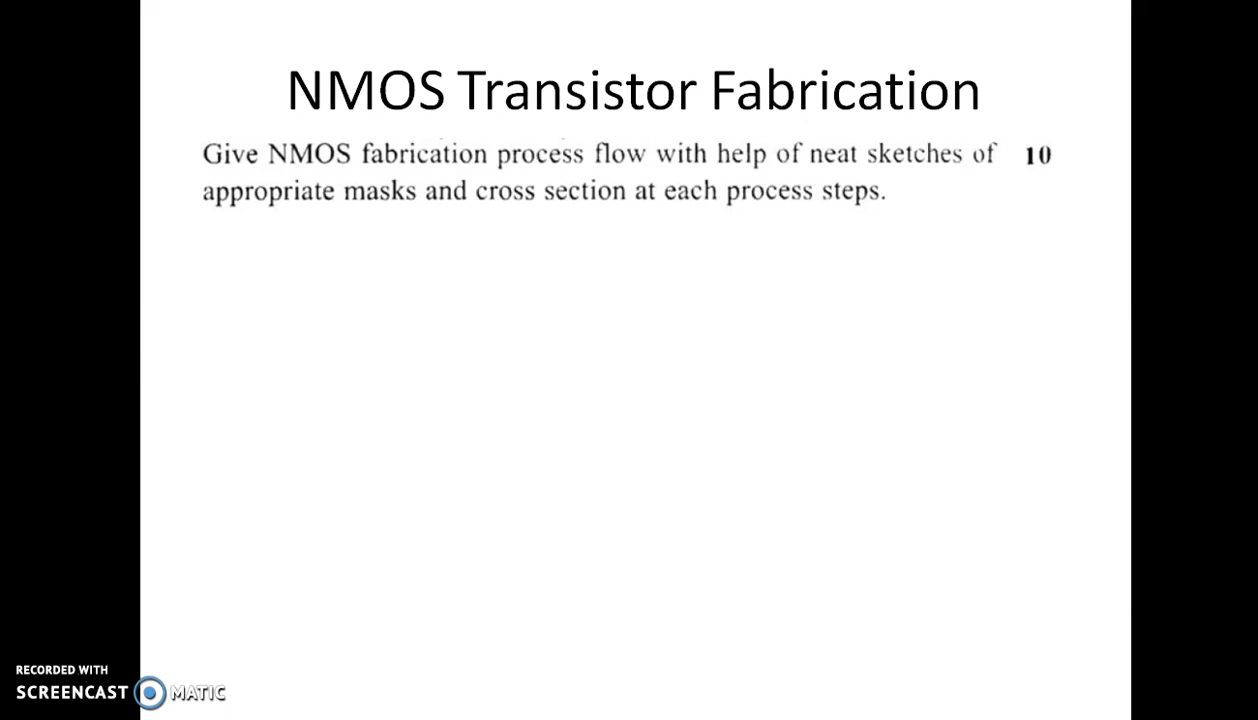 NMOS Transistor Fabrication
Give NMOS fabrication process flow with help of neat sketches of 10
appropriate masks and cross section at each process steps.
RECORDED WITH
SCREENCAST MATIC